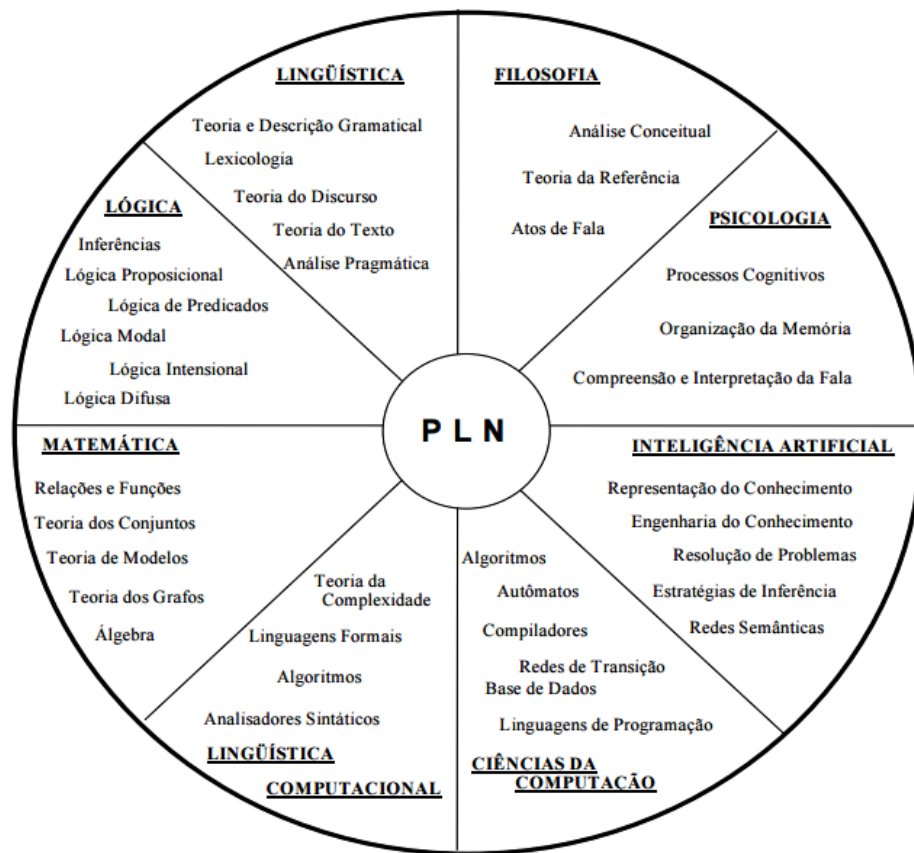 LINGÜÍSTICA
Teoria e Descrição Gramatical
Lexicologia
Teoria do Discurso
Teoria do Texto
Análise Pragmática
FILOSOFIA
Análise Conceitual
Teoria da Referência
Atos de Fala
PSICOLOGIA
Processos Cognitivos
Organização da Memória
Compreensão e Interpretação da Fala
LÓGICA
Inferências
Lógica Proposicional
Lógica de Predicados
Lógica Modal
Lógica Intensional
Lógica Difusa
PLN
MATEMÁTICA
Relações e Funções
Teoria dos Conjuntos
Teoria de Modelos
Teoria dos Grafos
Álgebra
INTELIGÊNCIA ARTIFICIAL
Representação do Conhecimento
Engenharia do Conhecimento
Resolução de Problemas
Estratégias de Inferência
Redes Semânticas
Teoria da
Complexidade
Linguagens Formais
Algoritmos
Analisadores Sintáticos
LINGÜÍSTICA
COMPUTACIONAL
Algoritmos
Autômatos
Compiladores
Redes de Transição
Base de Dados
Linguagens de Programação
CIÊNCIAS DA
COMPUTAÇÃO